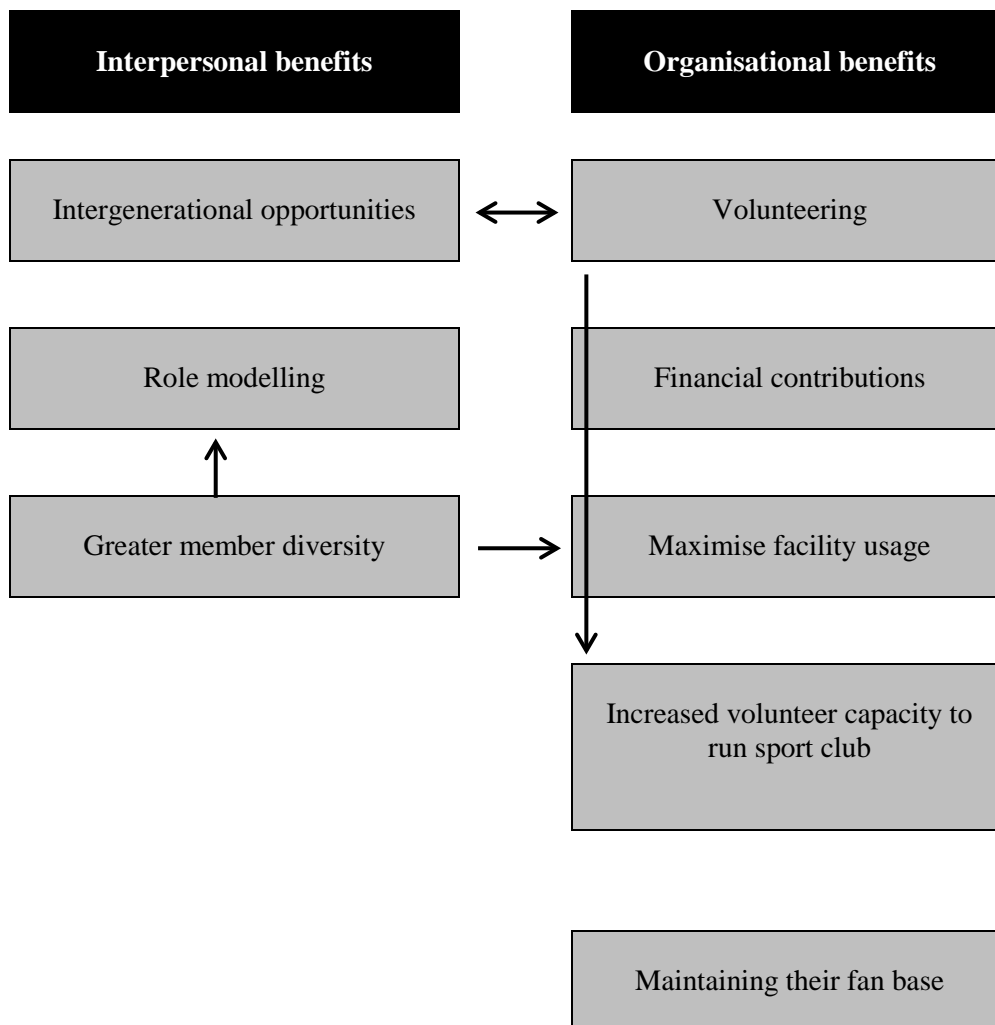 Interpersonal benefits
Organisational benefits
Intergenerational opportunities
Volunteering
Role modelling
Financial contributions
Greater member diversity
Maximise facility usage
Increased volunteer capacity to
run sport club
Maintaining their fan base